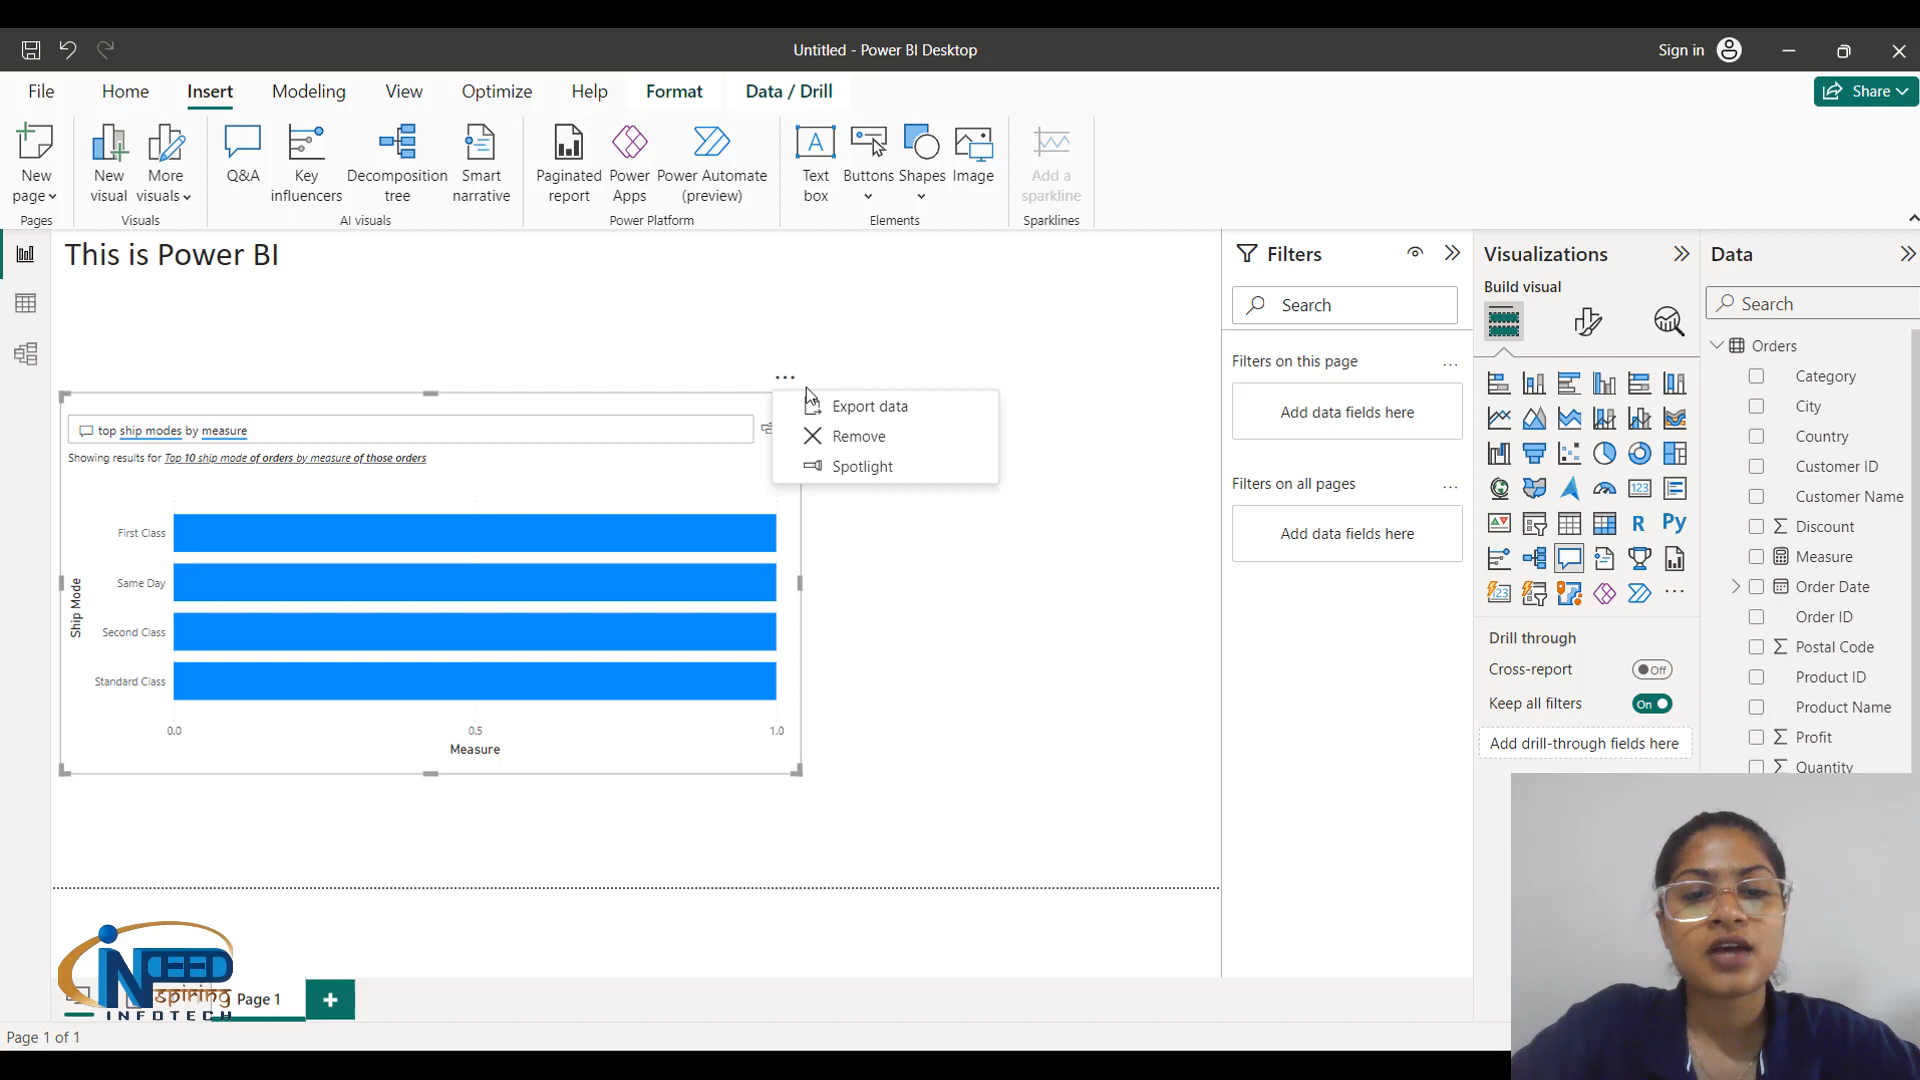 Untitled - Power BI Desktop
Sign in
File Home Insert Modeling View Optimize Help Format Data / Drill
Share
New page
New visual
More visuals
Q&A
Key influencers
Decomposition tree
Smart narrative
Paginated report
Power Apps
Power Automate (preview)
Text box
Buttons
Shapes
Image
Add a sparkline
Pages
Visuals
AI visuals
Power Platform
Elements
Sparklines
This is Power BI
top ship modes by measure
Showing results for Top 10 ship mode of orders by measure of those orders
Export data
Remove
Spotlight
Ship Mode
First Class
Same Day
Second Class
Standard Class
0.0 0.5 1.0
Measure
Filters
Search
Filters on this page
Add data fields here
Filters on all pages
Add data fields here
Visualizations
Build visual
123
R
Py
123
Drill through
Cross-report
Off
Keep all filters
On
Add drill-through fields here
Data
Search
Orders
Category
City
Country
Customer ID
Customer Name
Discount
Measure
Order Date
Order ID
Postal Code
Product ID
Product Name
Profit
Quantity
iNEED
nspiring
INFOTECH
Page 1
Page 1 of 1